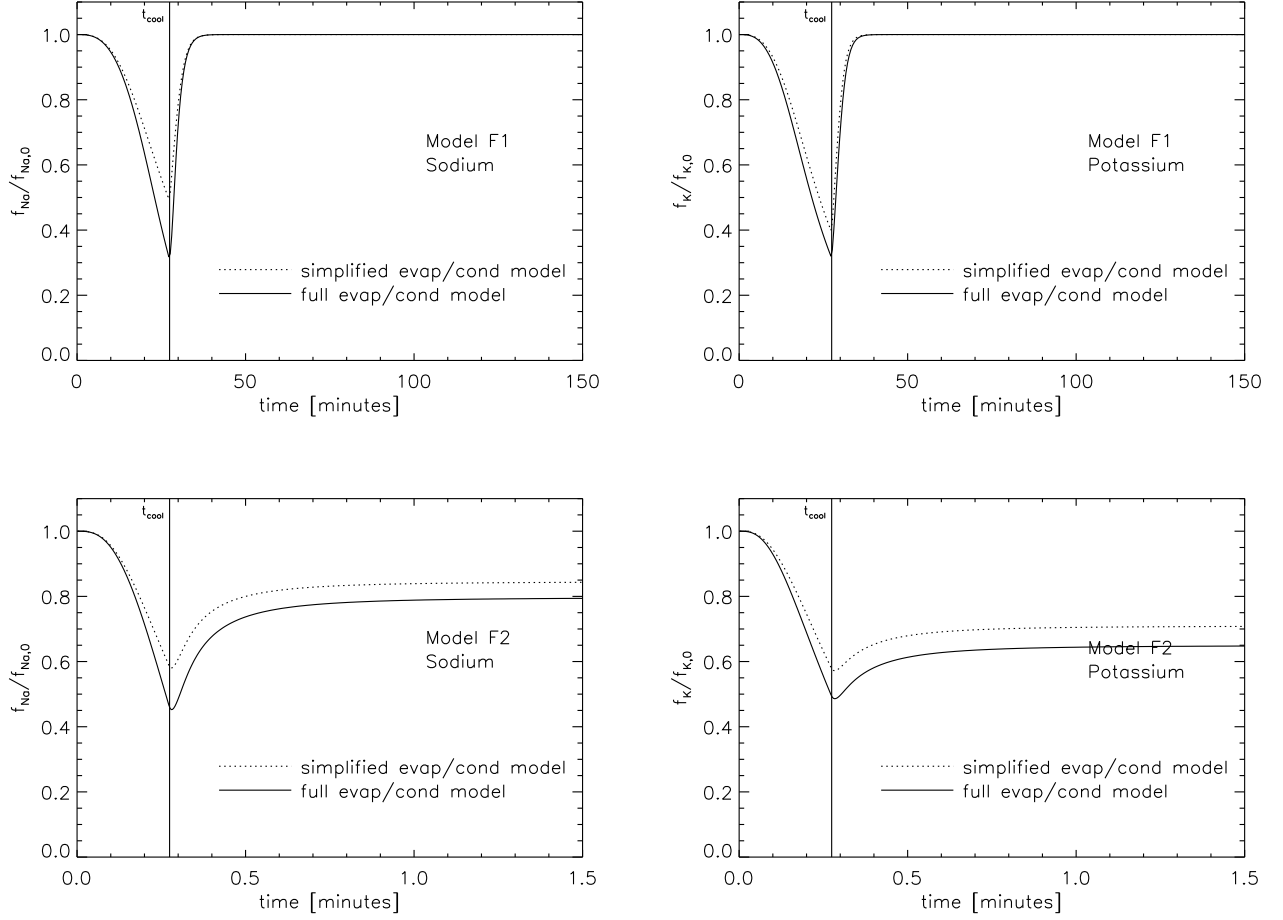 t_cool
1.0
0.8
0.6
0.4
0.2
0.0
f_Na/f_Na,0
Model F1
Sodium
simplified evap/cond model
full evap/cond model
0 50 100 150
time [minutes]
t_cool
1.0
0.8
0.6
0.4
0.2
0.0
f_K/f_K,0
Model F1
Potassium
simplified evap/cond model
full evap/cond model
0 50 100 150
time [minutes]
t_cool
1.0
0.8
0.6
0.4
0.2
0.0
f_Na/f_Na,0
Model F2
Sodium
simplified evap/cond model
full evap/cond model
0.0 0.5 1.0 1.5
time [minutes]
t_cool
1.0
0.8
0.6
0.4
0.2
0.0
f_K/f_K,0
Model F2
Potassium
simplified evap/cond model
full evap/cond model
0.0 0.5 1.0 1.5
time [minutes]